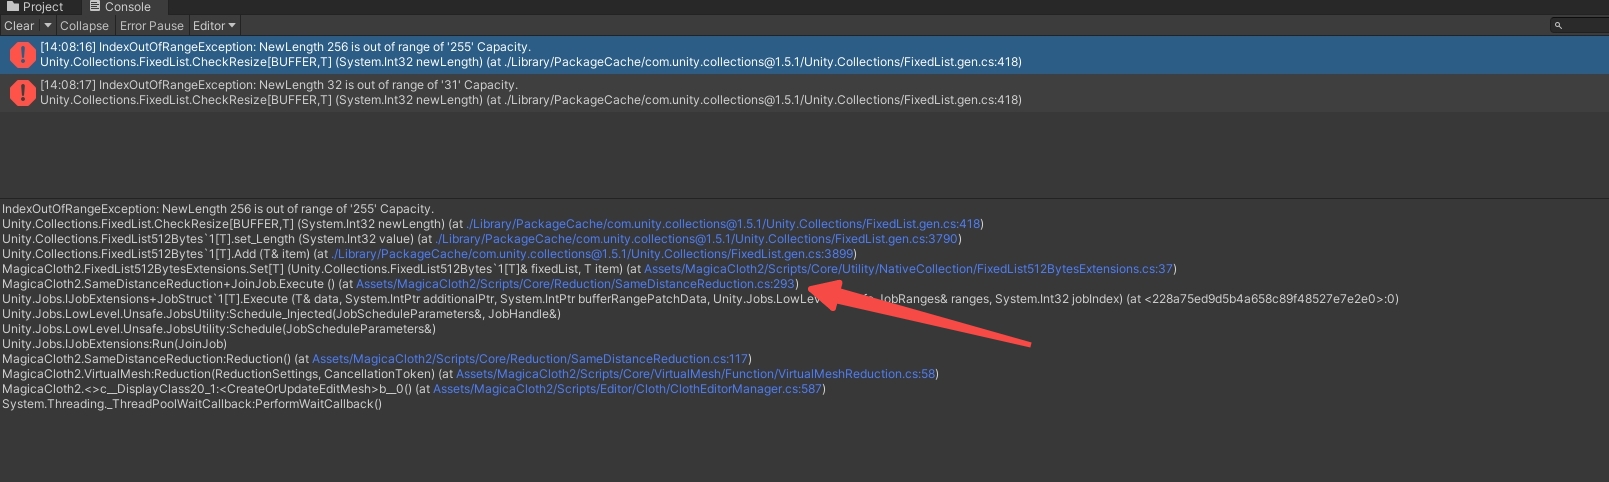 Project Console
Clear Collapse Error Pause Editor
[14:08:16] IndexOutOfRangeException: NewLength 256 is out of range of '255' Capacity.
Unity.Collections.FixedList.CheckResize[BUFFER,T] (System.Int32 newLength) (at ./Library/PackageCache/com.unity.collections@1.5.1/Unity.Collections/FixedList.gen.cs:418)
[14:08:17] IndexOutOfRangeException: NewLength 32 is out of range of '31' Capacity.
Unity.Collections.FixedList.CheckResize[BUFFER,T] (System.Int32 newLength) (at ./Library/PackageCache/com.unity.collections@1.5.1/Unity.Collections/FixedList.gen.cs:418)
IndexOutOfRangeException: NewLength 256 is out of range of '255' Capacity.
Unity.Collections.FixedList.CheckResize[BUFFER,T] (System.Int32 newLength) (at ./Library/PackageCache/com.unity.collections@1.5.1/Unity.Collections/FixedList.gen.cs:418)
Unity.Collections.FixedList512Bytes`1[T].set_Length (System.Int32 value) (at ./Library/PackageCache/com.unity.collections@1.5.1/Unity.Collections/FixedList.gen.cs:3790)
Unity.Collections.FixedList512Bytes`1[T].Add (T& item) (at ./Library/PackageCache/com.unity.collections@1.5.1/Unity.Collections/FixedList.gen.cs:3899)
MagicaCloth2.FixedList512BytesExtensions.Set[T] (Unity.Collections.FixedList512Bytes`1[T]& fixedList, T item) (at Assets/MagicaCloth2/Scripts/Core/Utility/NativeCollection/FixedList512BytesExtensions.cs:37)
MagicaCloth2.SameDistanceReduction+JoinJob.Execute () (at Assets/MagicaCloth2/Scripts/Core/Reduction/SameDistanceReduction.cs:293)
Unity.Jobs.IJobExtensions+JobStruct`1[T].Execute (T& data, System.IntPtr additionalPtr, System.IntPtr bufferRangePatchData, Unity.Jobs.LowLevel JobRanges& ranges, System.Int32 jobIndex) (at <228a75ed9d5b4a658c89f48527e7e2e0>:0)
Unity.Jobs.LowLevel.Unsafe.JobsUtility:Schedule_Injected(JobScheduleParameters&, JobHandle&)
Unity.Jobs.LowLevel.Unsafe.JobsUtility:Schedule(JobScheduleParameters&)
Unity.Jobs.IJobExtensions:Run(JoinJob)
MagicaCloth2.SameDistanceReduction:Reduction() (at Assets/MagicaCloth2/Scripts/Core/Reduction/SameDistanceReduction.cs:117)
MagicaCloth2.VirtualMesh:Reduction(ReductionSettings, CancellationToken) (at Assets/MagicaCloth2/Scripts/Core/VirtualMesh/Function/VirtualMeshReduction.cs:58)
MagicaCloth2.<>c__DisplayClass20_1:<CreateOrUpdateEditMesh>b__0() (at Assets/MagicaCloth2/Scripts/Editor/Cloth/ClothEditorManager.cs:587)
System.Threading._ThreadPoolWaitCallback:PerformWaitCallback()